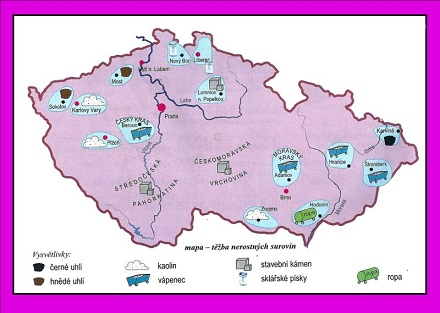 Nový Bor
Liberec
Ústí n. Labem
Most
Lomnice
n. Popelkou
Sokolov
Karlovy Vary
Labe
Praha
ČESKÝ KRAS
Beroun
Plzeň
Vltava
Karviná
Odra
Hranice
Štramberk
MORAVSKÝ
KRAS
Adamov
ČESKOMORAVSKÁ
VRCHOVINA
STŘEDOČESKÁ
PAHORKATINA
Brno
Morava
Znojmo
Hodonín
ropa
mapa – těžba nerostných surovin
Vysvětlivky:
černé uhlí
kaolin
stavební kámen
hnědé uhlí
vápenec
sklářské písky
ropa
ropa